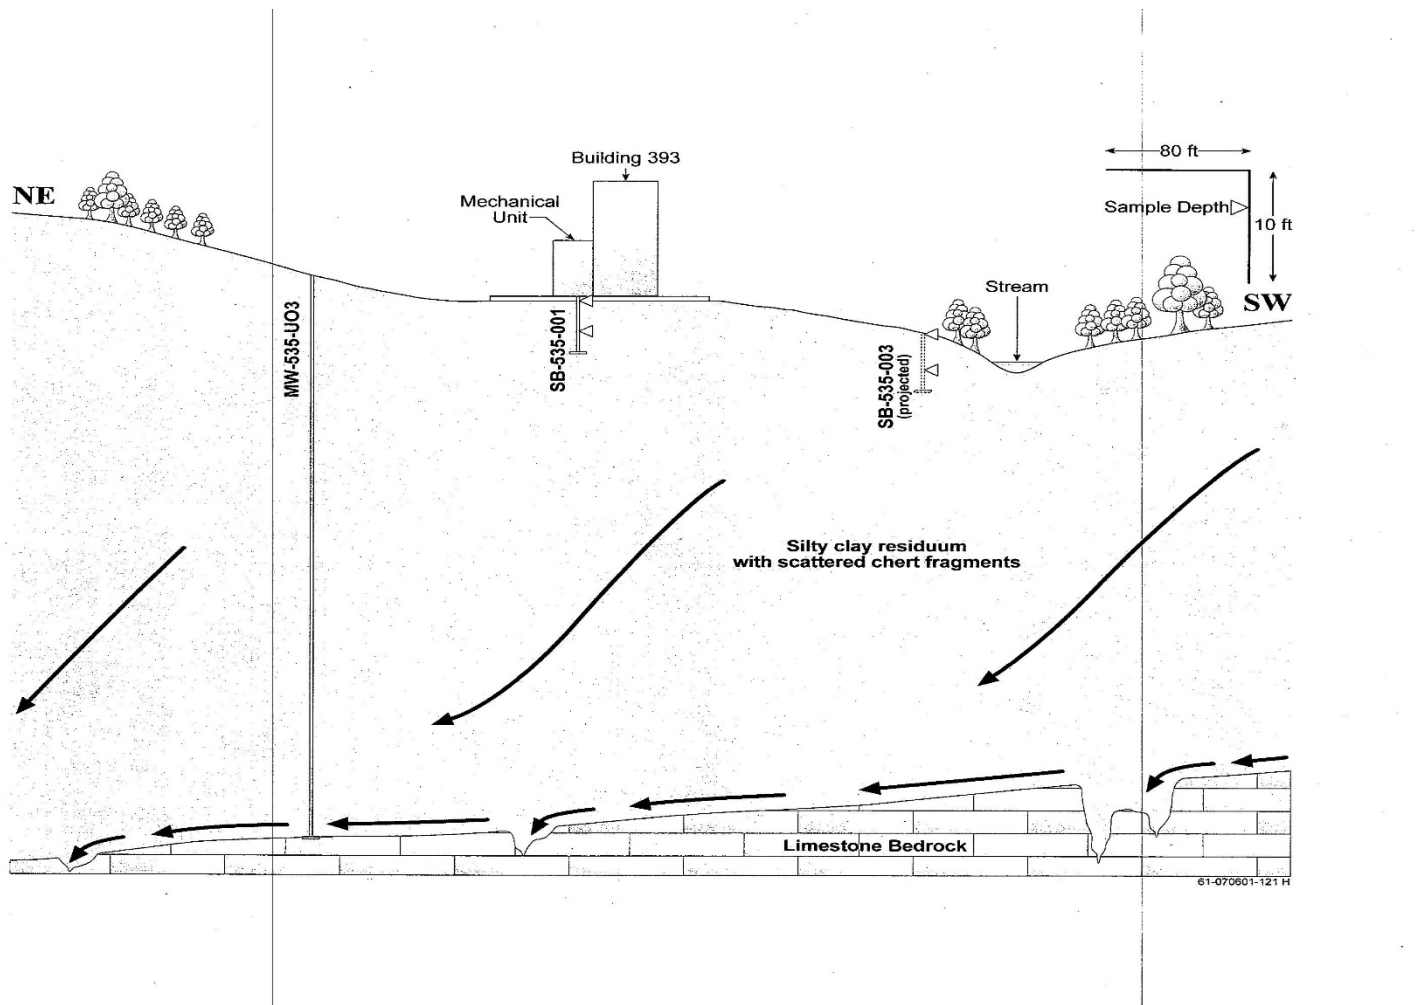 Building 393
80 ft
NE
Mechanical
Unit
Sample Depth
10 ft
Stream
SW
MW-535-UO3
SB-535-001
SB-535-003
(projected)
Silty clay residuum
with scattered chert fragments
Limestone Bedrock
61-070601-121 H